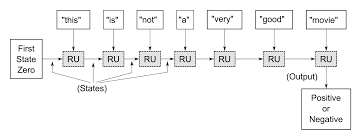 "this" "is" "not" "a" "very" "good" "movie"
First
State
Zero
RU RU RU RU RU RU RU
(States)
(Output)
Positive
or
Negative